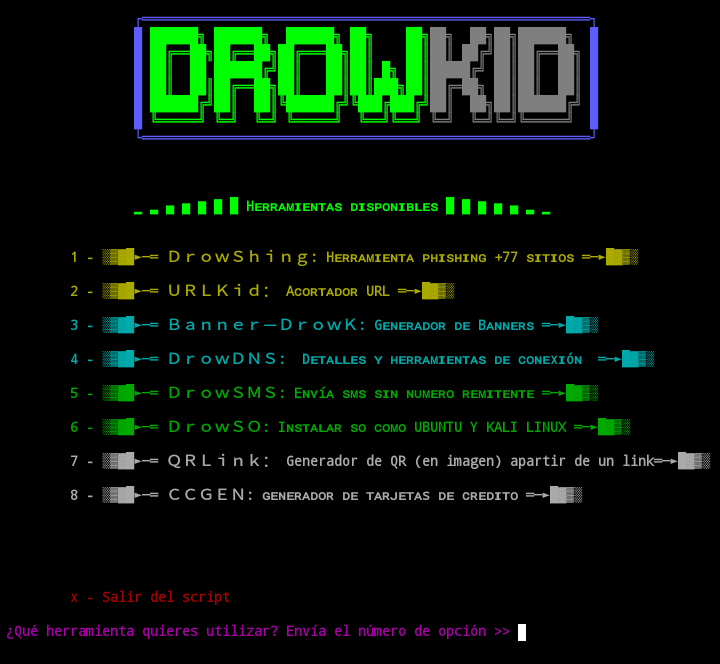 DROWKID
Herramientas disponibles
1 - DrowShing: Herramienta phishing +77 sitios
2 - URLKid: Acortador URL
3 - Banner-DrowK: Generador de Banners
4 - DrowDNS: Detalles y herramientas de conexión
5 - DrowSMS: Envía sms sin numero remitente
6 - DrowSO: Instalar so como UBUNTU Y KALI LINUX
7 - QRLink: Generador de QR (en imagen) apartir de un link
8 - CCGEN: generador de tarjetas de credito
x - Salir del script
¿Qué herramienta quieres utilizar? Envía el número de opción >>